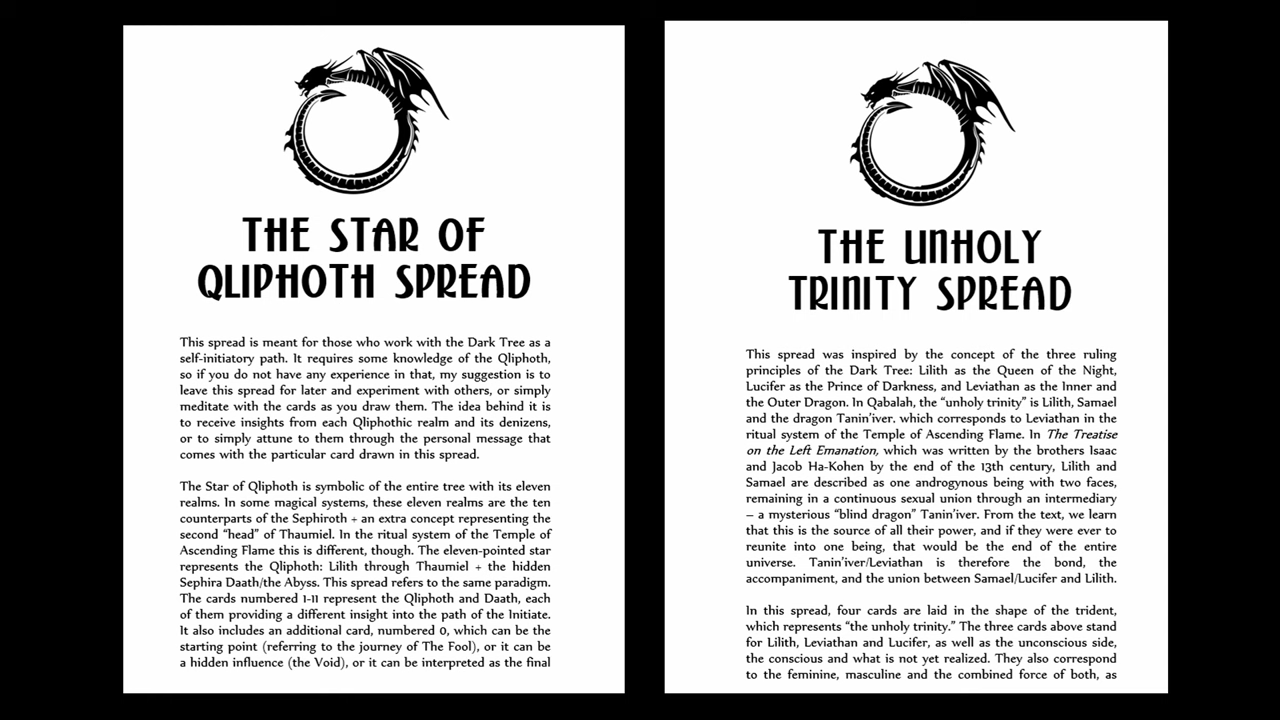 THE STAR OF
QLIPHOTH SPREAD
This spread is meant for those who work with the Dark Tree as a
self-initiatory path. It requires some knowledge of the Qliphoth,
so if you do not have any experience in that, my suggestion is to
leave this spread for later and experiment with others, or simply
meditate with the cards as you draw them. The idea behind it is
to receive insights from each Qliphothic realm and its denizens,
or to simply attune to them through the personal message that
comes with the particular card drawn in this spread.
The Star of Qliphoth is symbolic of the entire tree with its eleven
realms. In some magical systems, these eleven realms are the ten
counterparts of the Sephiroth + an extra concept representing the
second “head” of Thaumiel. In the ritual system of the Temple of
Ascending Flame this is different, though. The eleven-pointed star
represents the Qliphoth: Lilith through Thaumiel + the hidden
Sephira Daath/the Abyss. This spread refers to the same paradigm.
The cards numbered 1-11 represent the Qliphoth and Daath, each
of them providing a different insight into the path of the Initiate.
It also includes an additional card, numbered 0, which can be the
starting point (referring to the journey of The Fool), or it can be
a hidden influence (the Void), or it can be interpreted as the final
THE UNHOLY
TRINITY SPREAD
This spread was inspired by the concept of the three ruling
principles of the Dark Tree: Lilith as the Queen of the Night,
Lucifer as the Prince of Darkness, and Leviathan as the Inner and
the Outer Dragon. In Qabalah, the “unholy trinity” is Lilith, Samael
and the dragon Tanin’iver. which corresponds to Leviathan in the
ritual system of the Temple of Ascending Flame. In The Treatise
on the Left Emanation, which was written by the brothers Isaac
and Jacob Ha-Kohen by the end of the 13th century, Lilith and
Samael are described as one androgynous being with two faces,
remaining in a continuous sexual union through an intermediary
– a mysterious “blind dragon” Tanin’iver. From the text, we learn
that this is the source of all their power, and if they were ever to
reunite into one being, that would be the end of the entire
universe. Tanin’iver/Leviathan is therefore the bond, the
accompaniment, and the union between Samael/Lucifer and Lilith.
In this spread, four cards are laid in the shape of the trident,
which represents “the unholy trinity.” The three cards above stand
for Lilith, Leviathan and Lucifer, as well as the unconscious side,
the conscious and what is not yet realized. They also correspond
to the feminine, masculine and the combined force of both, as